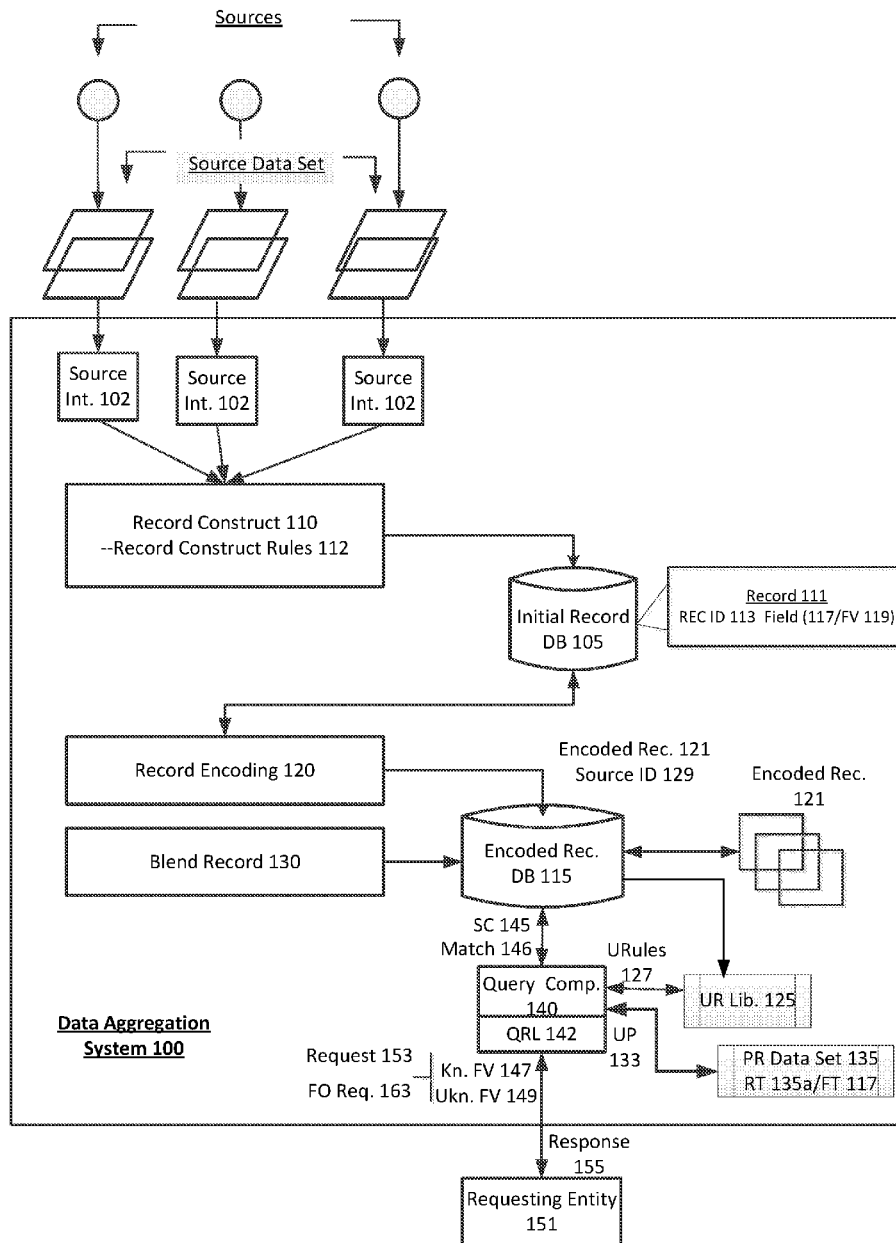 Sources
Source Data Set
Source
Int. 102
Source
Int. 102
Source
Int. 102
Record Construct 110
--Record Construct Rules 112
Initial Record
DB 105
Record 111
REC ID 113 Field (117/FV 119)
Record Encoding 120
Encoded Rec. 121
Source ID 129
Encoded Rec.
121
Blend Record 130
Encoded Rec.
DB 115
SC 145
Match 146
URules
127
Query Comp.
140
UR Lib. 125
QRL 142
UP
133
PR Data Set 135
RT 135a/FT 117
Data Aggregation
System 100
Request 153
FO Req. 163
Kn. FV 147
Ukn. FV 149
Response
155
Requesting Entity
151